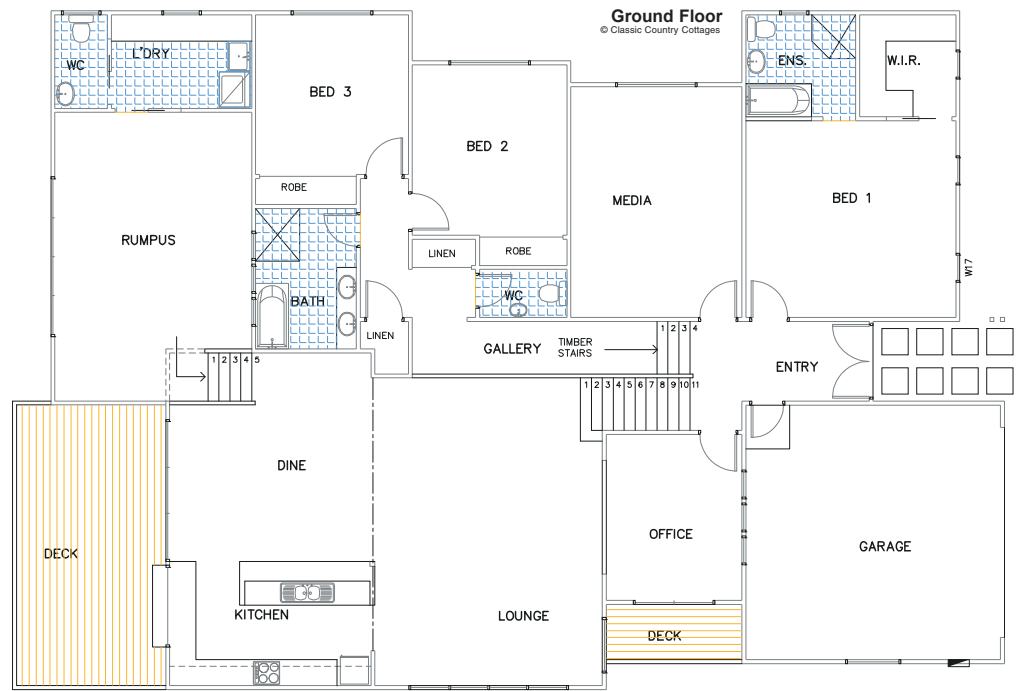 Ground Floor
© Classic Country Cottages
WC
L'DRY
BED 3
ENS.
W.I.R.
BED 2
ROBE
MEDIA
BED 1
RUMPUS
LINEN
ROBE
W17
BATH
WC
LINEN
GALLERY
TIMBER
STAIRS
1 2 3 4
ENTRY
1 2 3 4 5
1 2 3 4 5 6 7 8 9 10 11
DINE
DECK
OFFICE
GARAGE
KITCHEN
LOUNGE
DECK